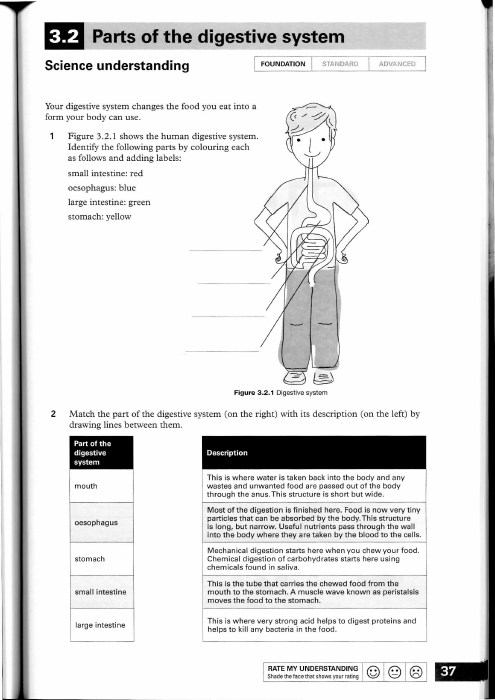 3.2 Parts of the digestive system
Science understanding
FOUNDATION STANDARD ADVANCED
Your digestive system changes the food you eat into a
form your body can use.
1 Figure 3.2.1 shows the human digestive system.
Identify the following parts by colouring each
as follows and adding labels:
small intestine: red
oesophagus: blue
large intestine: green
stomach: yellow
Figure 3.2.1 Digestive system
2 Match the part of the digestive system (on the right) with its description (on the left) by
drawing lines between them.
Part of the
digestive
system
Description
mouth
This is where water is taken back into the body and any
wastes and unwanted food are passed out of the body
through the anus. This structure is short but wide.
oesophagus
Most of the digestion is finished here. Food is now very tiny
particles that can be absorbed by the body. This structure
is long, but narrow. Useful nutrients pass through the wall
into the body where they are taken by the blood to the cells.
stomach
Mechanical digestion starts here when you chew your food.
Chemical digestion of carbohydrates starts here using
chemicals found in saliva.
small intestine
This is the tube that carries the chewed food from the
mouth to the stomach. A muscle wave known as peristalsis
moves the food to the stomach.
large intestine
This is where very strong acid helps to digest proteins and
helps to kill any bacteria in the food.
RATE MY UNDERSTANDING
Shade the face that shows your rating
37